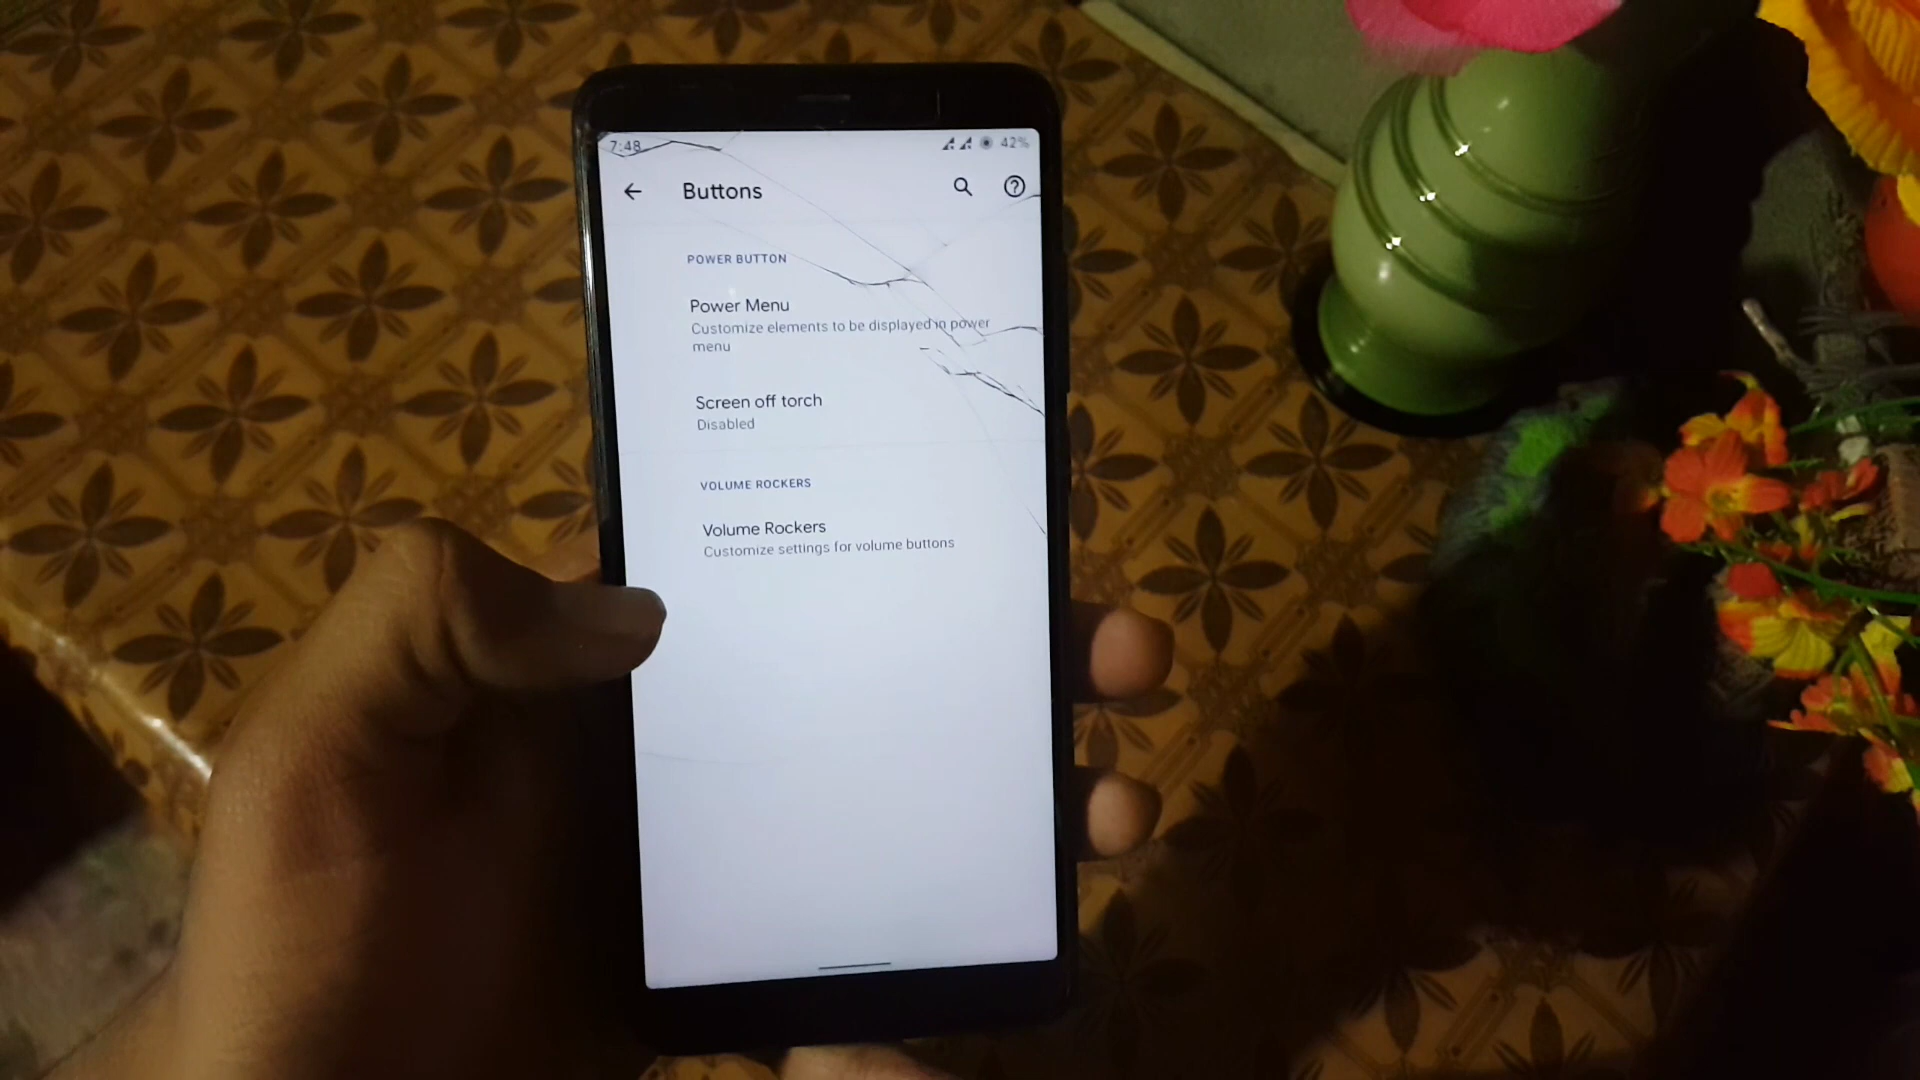 7:48
42%
Buttons
POWER BUTTON
Power Menu
Customize elements to be displayed in power
menu
Screen off torch
Disabled
VOLUME ROCKERS
Volume Rockers
Customize settings for volume buttons